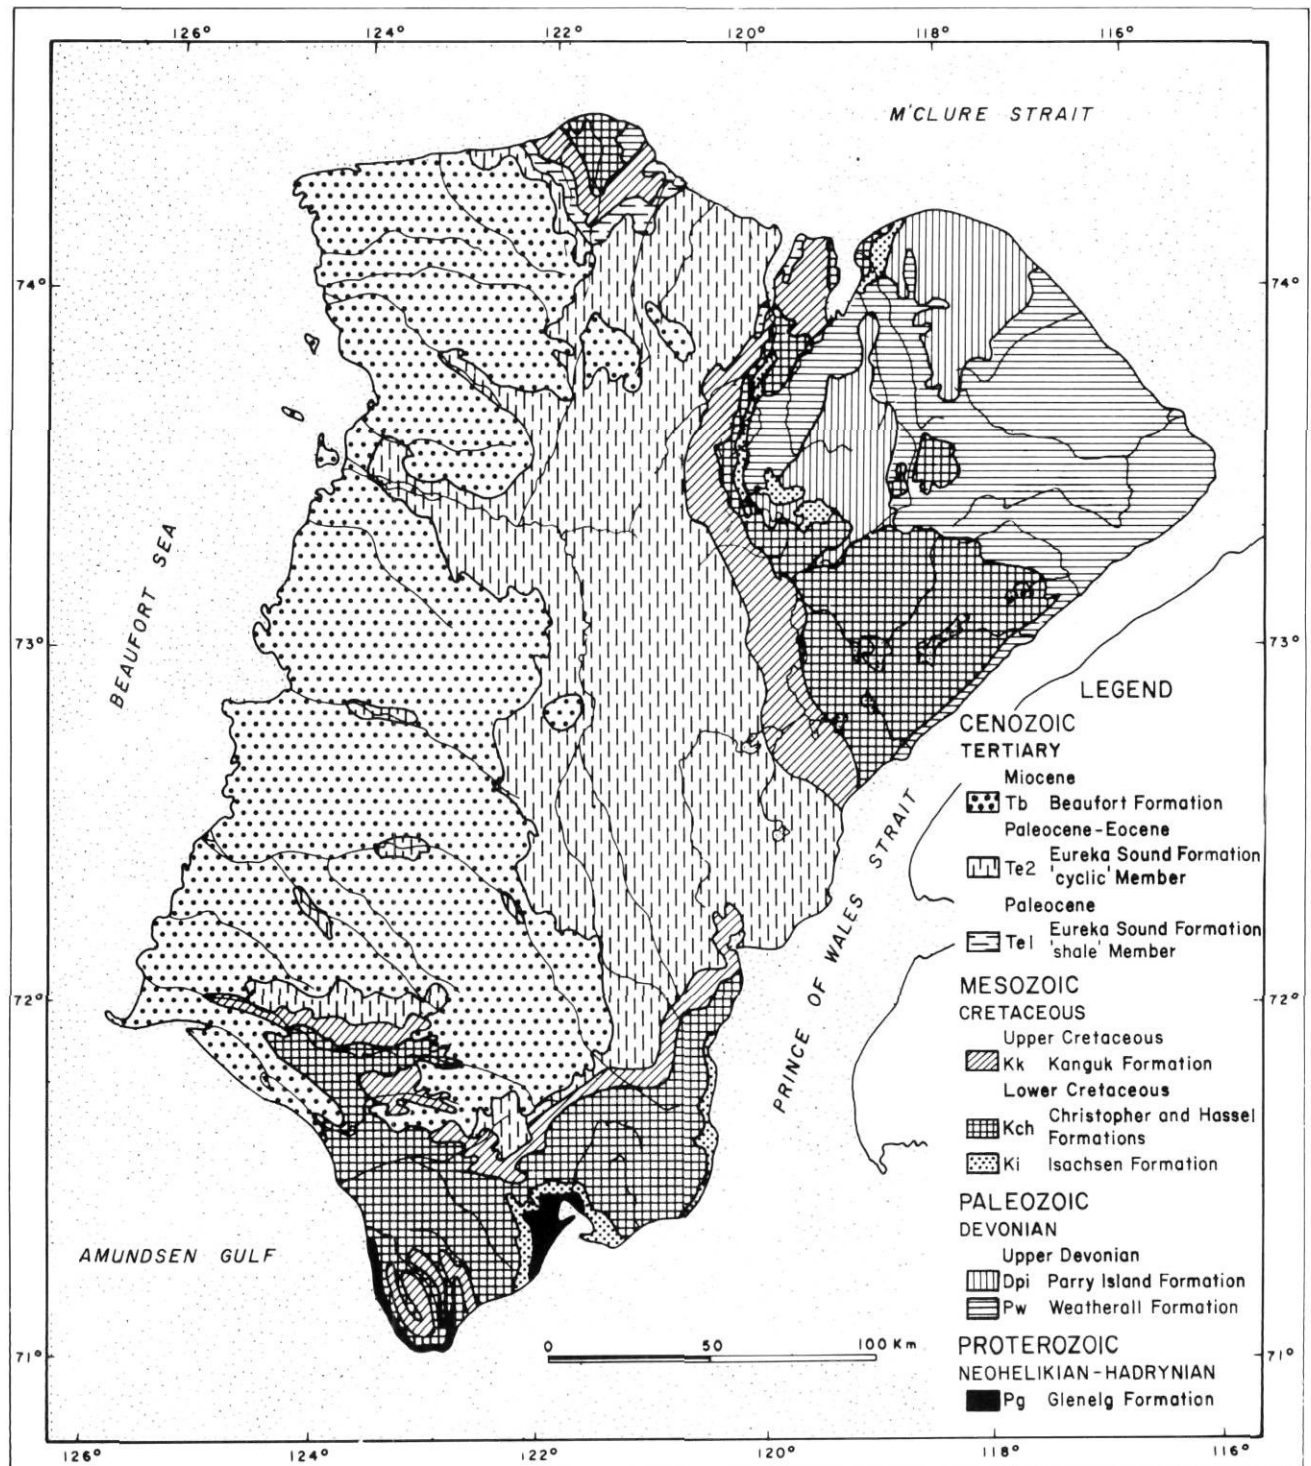 126° 124° 122° 120° 118° 116°
M'CLURE STRAIT
74° 74°
BEAUFORT SEA
73° 73°
PRINCE OF WALES STRAIT
72° 72°
AMUNDSEN GULF
71° 71°
0 50 100 Km
126° 124° 122° 120° 118° 116°
LEGEND
CENOZOIC
TERTIARY
Miocene
Tb Beaufort Formation
Paleocene-Eocene
Te2 Eureka Sound Formation
'cyclic' Member
Paleocene
Te1 Eureka Sound Formation
'shale' Member
MESOZOIC
CRETACEOUS
Upper Cretaceous
Kk Kanguk Formation
Lower Cretaceous
Kch Christopher and Hassel
Formations
Ki Isachsen Formation
PALEOZOIC
DEVONIAN
Upper Devonian
Dpi Parry Island Formation
Pw Weatherall Formation
PROTEROZOIC
NEOHELIKIAN-HADRYNIAN
Pg Glenelg Formation